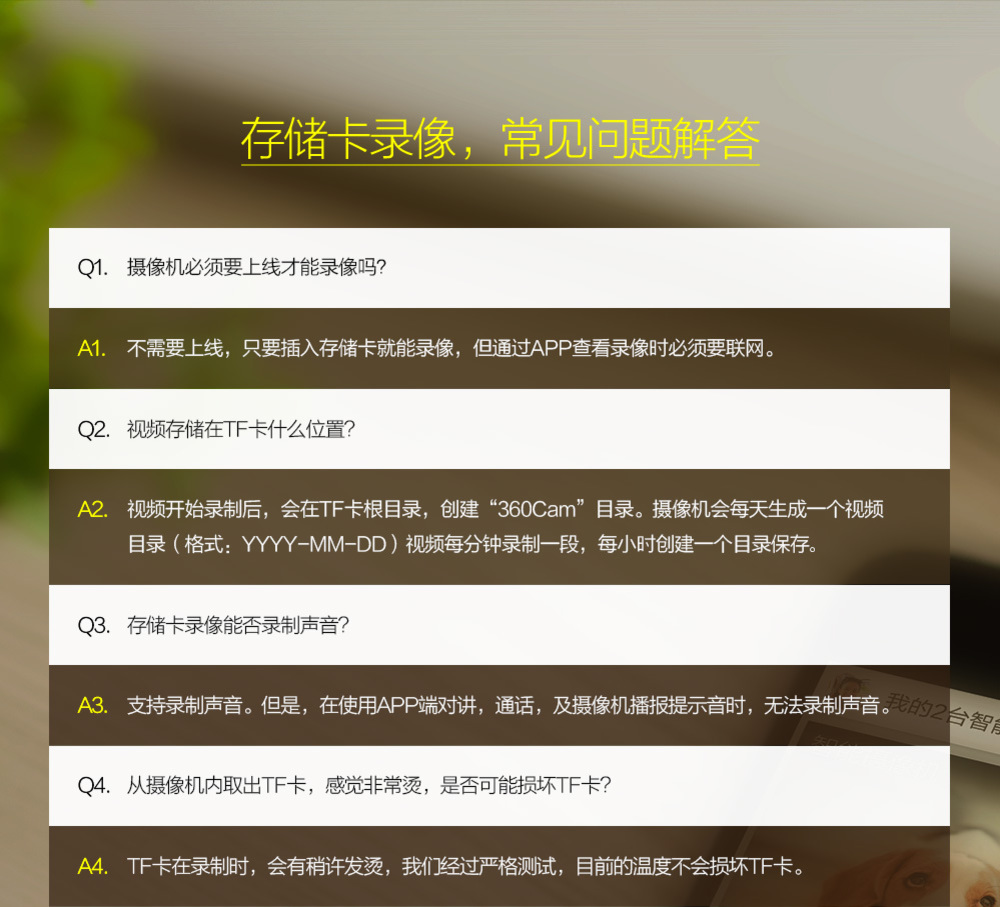 存储卡录像，常见问题解答
Q1. 摄像机必须要上线才能录像吗?
A1. 不需要上线，只要插入存储卡就能录像，但通过APP查看录像时必须要联网。
Q2. 视频存储在TF卡什么位置?
A2. 视频开始录制后，会在TF卡根目录，创建“360Cam”目录。摄像机会每天生成一个视频
目录（格式：YYYY-MM-DD）视频每分钟录制一段，每小时创建一个目录保存。
Q3. 存储卡录像能否录制声音?
A3. 支持录制声音。但是，在使用APP端对讲，通话，及摄像机播报提示音时，无法录制声音。
我的2台智能
Q4. 从摄像机内取出TF卡，感觉非常烫，是否可能损坏TF卡?
A4. TF卡在录制时，会有稍许发烫，我们经过严格测试，目前的温度不会损坏TF卡。